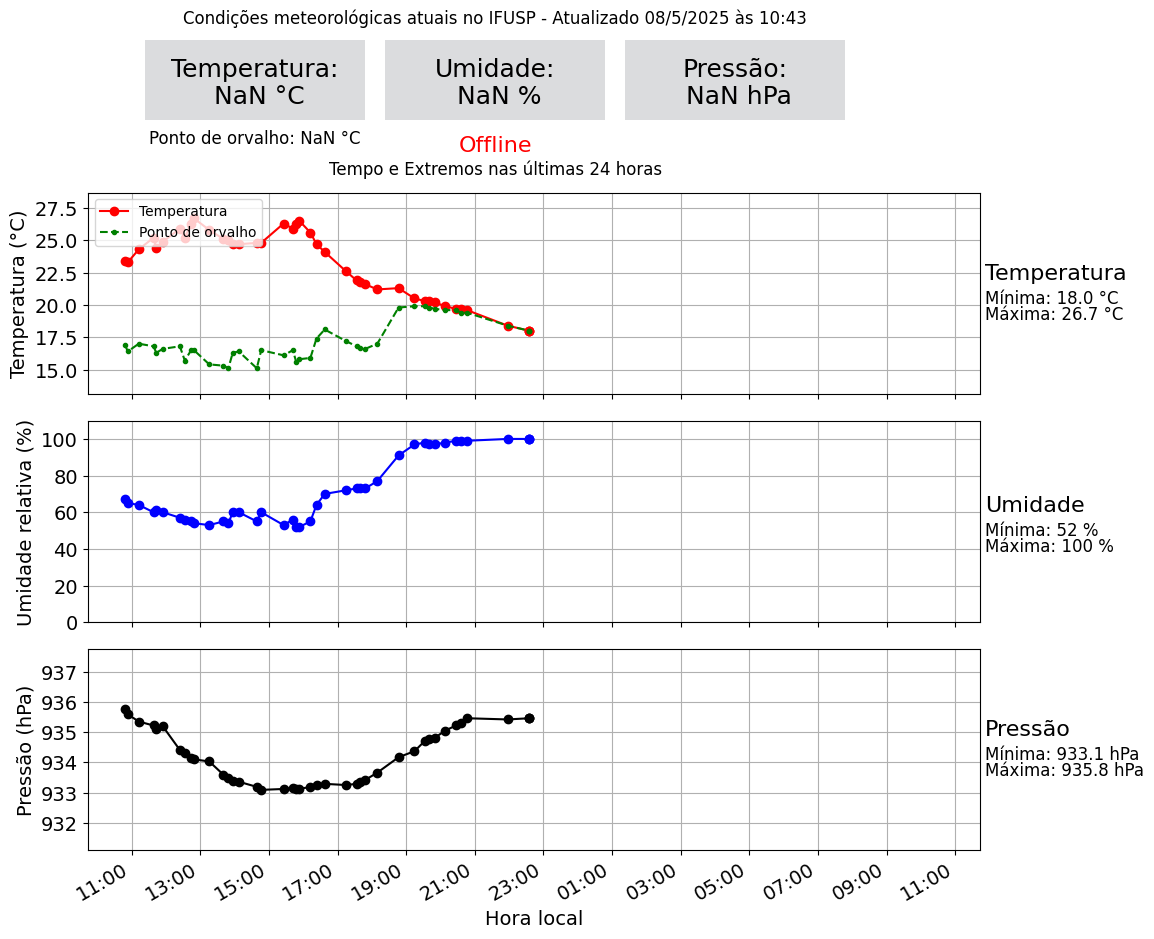 Condições meteorológicas atuais no IFUSP - Atualizado 08/5/2025 às 10:43
Temperatura:
NaN °C
Umidade:
NaN %
Pressão:
NaN hPa
Ponto de orvalho: NaN °C
Offline
Tempo e Extremos nas últimas 24 horas
Temperatura (°C)
27.5
25.0
22.5
20.0
17.5
15.0
Temperatura
Ponto de orvalho
Temperatura
Mínima: 18.0 °C
Máxima: 26.7 °C
Umidade relativa (%)
100
80
60
40
20
0
Umidade
Mínima: 52 %
Máxima: 100 %
Pressão (hPa)
937
936
935
934
933
932
Pressão
Mínima: 933.1 hPa
Máxima: 935.8 hPa
11:00 13:00 15:00 17:00 19:00 21:00 23:00 01:00 03:00 05:00 07:00 09:00 11:00
Hora local